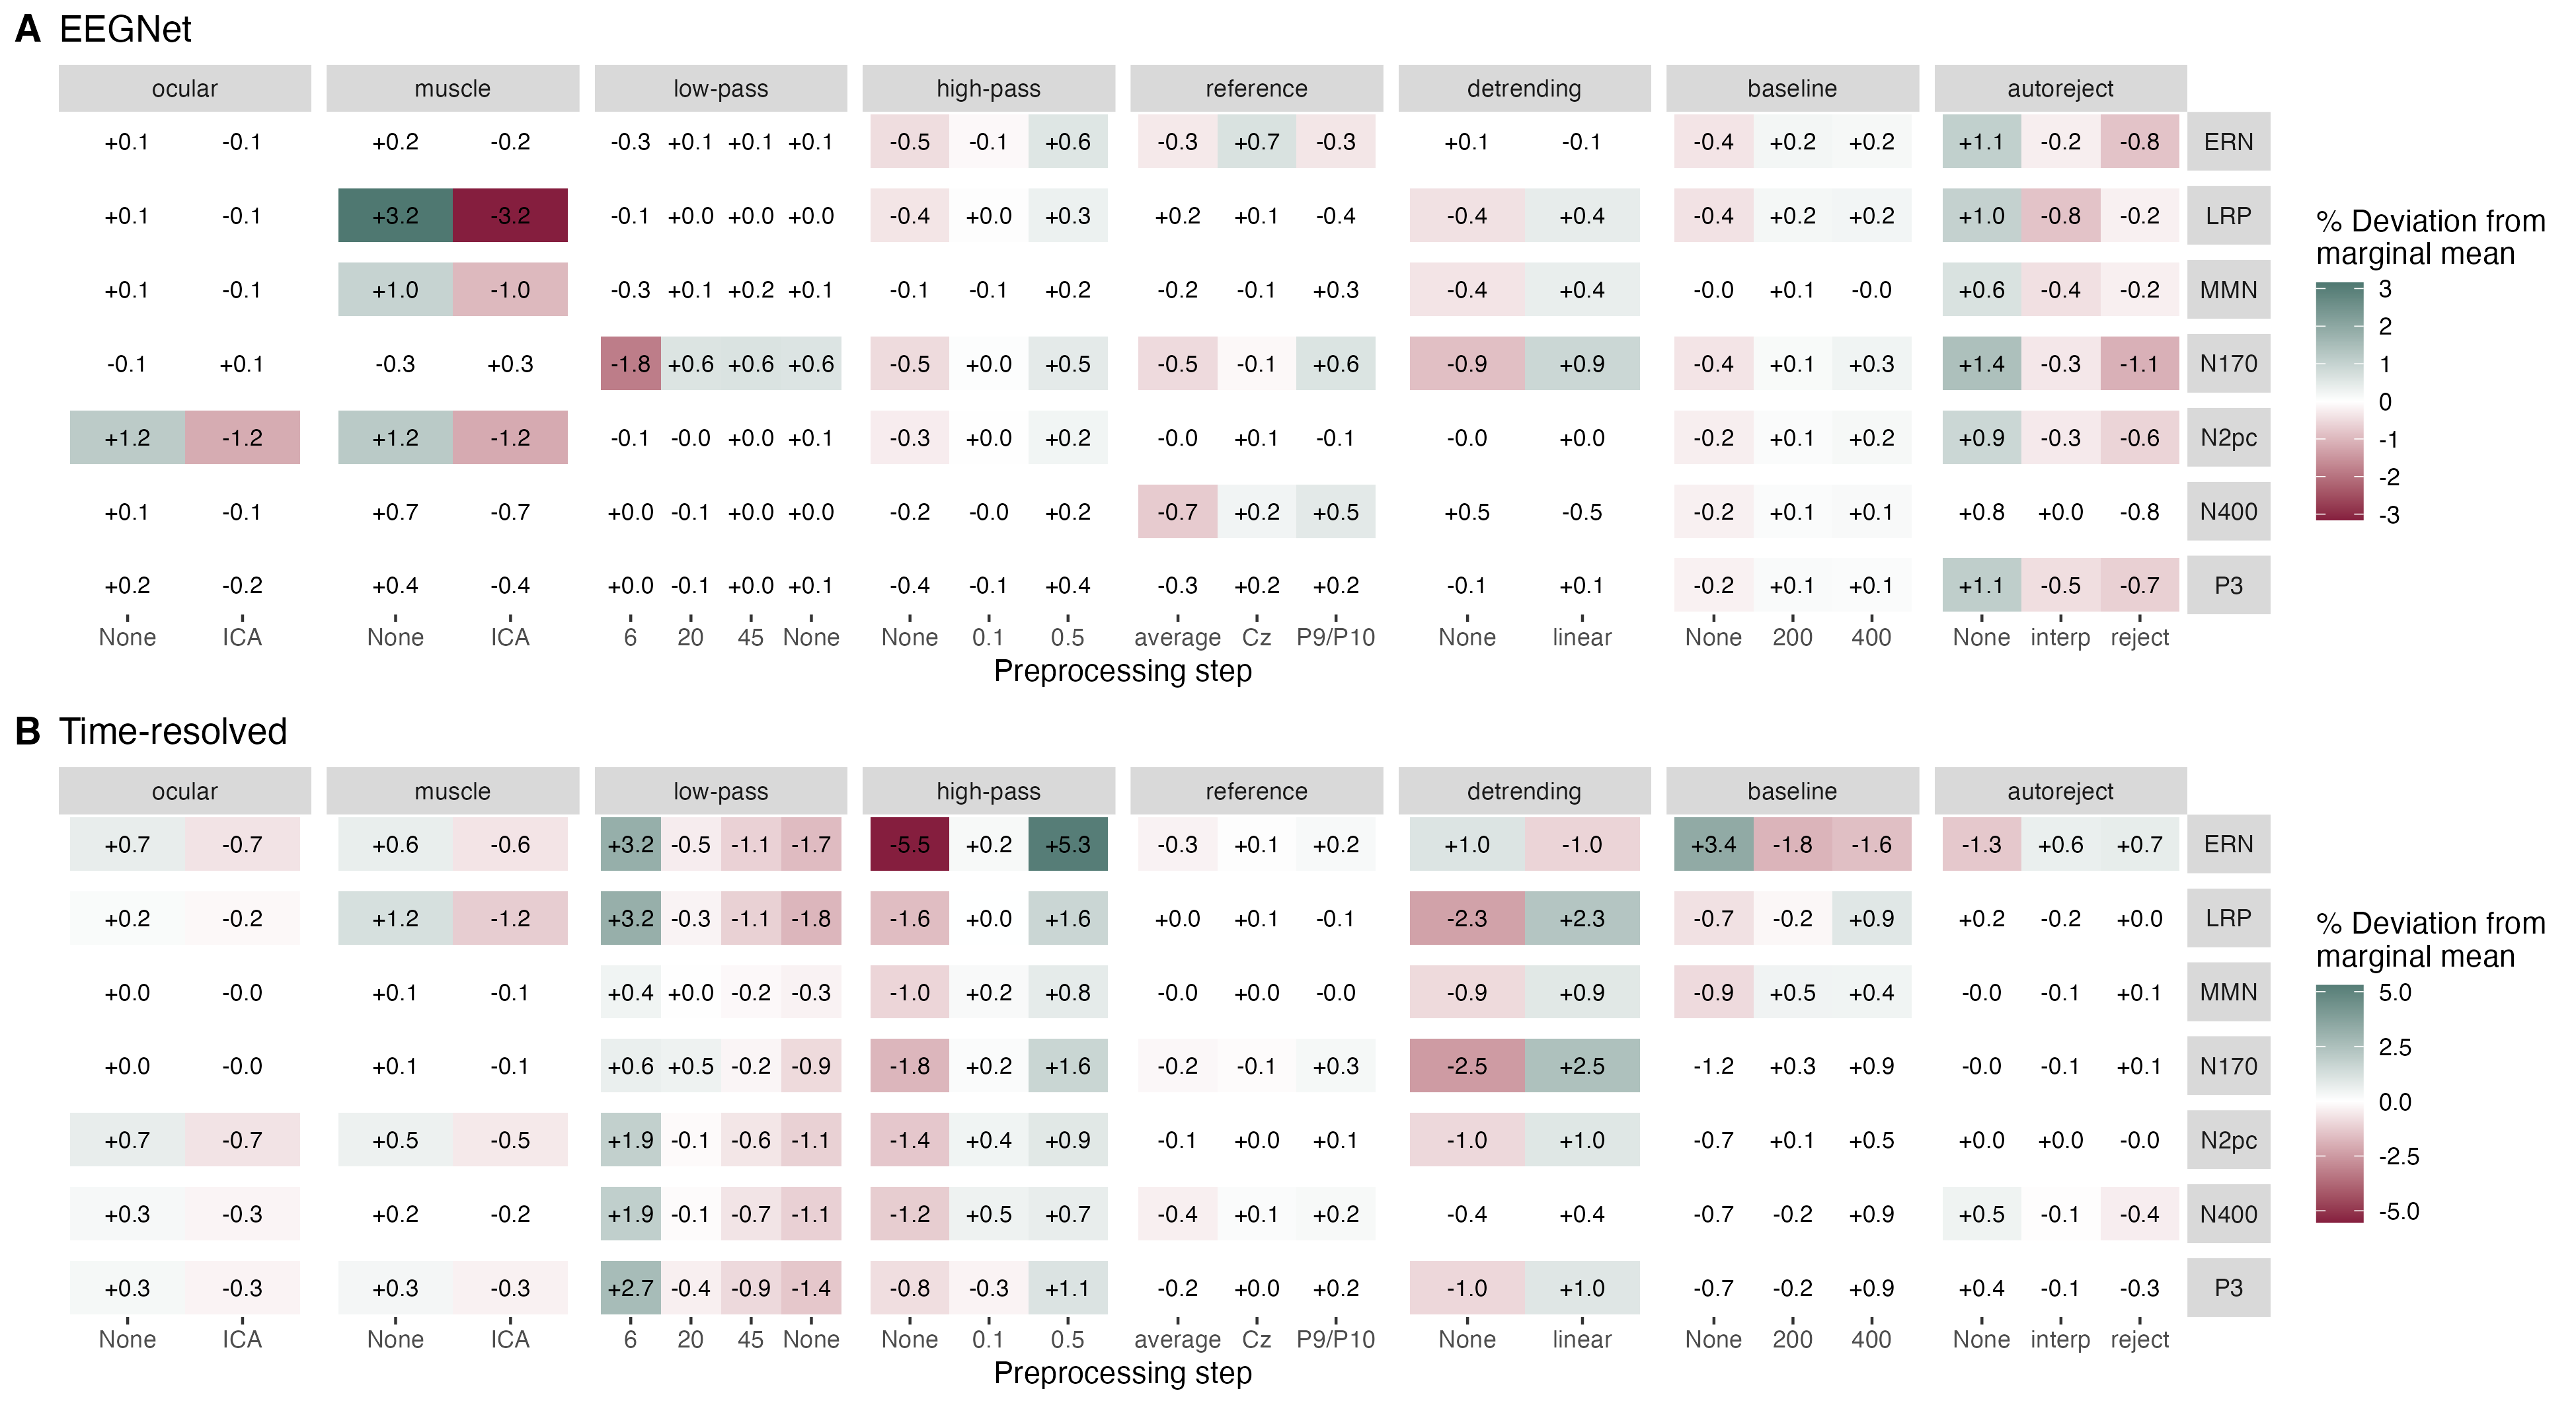 A EEGNet
ocular muscle low-pass high-pass reference detrending baseline autoreject
+0.1 -0.1 +0.2 -0.2 -0.3 +0.1 +0.1 +0.1 -0.5 -0.1 +0.6 -0.3 +0.7 -0.3 +0.1 -0.1 -0.4 +0.2 +0.2 +1.1 -0.2 -0.8 ERN
+0.1 -0.1 +3.2 -3.2 -0.1 +0.0 +0.0 +0.0 -0.4 +0.0 +0.3 +0.2 +0.1 -0.4 -0.4 +0.4 -0.4 +0.2 +0.2 +1.0 -0.8 -0.2 LRP
+0.1 -0.1 +1.0 -1.0 -0.3 +0.1 +0.2 +0.1 -0.1 -0.1 +0.2 -0.2 -0.1 +0.3 -0.4 +0.4 -0.0 +0.1 -0.0 +0.6 -0.4 -0.2 MMN
-0.1 +0.1 -0.3 +0.3 -1.8 +0.6 +0.6 +0.6 -0.5 +0.0 +0.5 -0.5 -0.1 +0.6 -0.9 +0.9 -0.4 +0.1 +0.3 +1.4 -0.3 -1.1 N170
+1.2 -1.2 +1.2 -1.2 -0.1 -0.0 +0.0 +0.1 -0.3 +0.0 +0.2 -0.0 +0.1 -0.1 -0.0 +0.0 -0.2 +0.1 +0.2 +0.9 -0.3 -0.6 N2pc
+0.1 -0.1 +0.7 -0.7 +0.0 -0.1 +0.0 +0.0 -0.2 -0.0 +0.2 -0.7 +0.2 +0.5 +0.5 -0.5 -0.2 +0.1 +0.1 +0.8 +0.0 -0.8 N400
+0.2 -0.2 +0.4 -0.4 +0.0 -0.1 +0.0 +0.1 -0.4 -0.1 +0.4 -0.3 +0.2 +0.2 -0.1 +0.1 -0.2 +0.1 +0.1 +1.1 -0.5 -0.7 P3
None ICA None ICA 6 20 45 None None 0.1 0.5 average Cz P9/P10 None linear None 200 400 None interp reject
Preprocessing step
% Deviation from
marginal mean
3
2
1
0
-1
-2
-3
B Time-resolved
ocular muscle low-pass high-pass reference detrending baseline autoreject
+0.7 -0.7 +0.6 -0.6 +3.2 -0.5 -1.1 -1.7 -5.5 +0.2 +5.3 -0.3 +0.1 +0.2 +1.0 -1.0 +3.4 -1.8 -1.6 -1.3 +0.6 +0.7 ERN
+0.2 -0.2 +1.2 -1.2 +3.2 -0.3 -1.1 -1.8 -1.6 +0.0 +1.6 +0.0 +0.1 -0.1 -2.3 +2.3 -0.7 -0.2 +0.9 +0.2 -0.2 +0.0 LRP
+0.0 -0.0 +0.1 -0.1 +0.4 +0.0 -0.2 -0.3 -1.0 +0.2 +0.8 -0.0 +0.0 -0.0 -0.9 +0.9 -0.9 +0.5 +0.4 -0.0 -0.1 +0.1 MMN
+0.0 -0.0 +0.1 -0.1 +0.6 +0.5 -0.2 -0.9 -1.8 +0.2 +1.6 -0.2 -0.1 +0.3 -2.5 +2.5 -1.2 +0.3 +0.9 -0.0 -0.1 +0.1 N170
+0.7 -0.7 +0.5 -0.5 +1.9 -0.1 -0.6 -1.1 -1.4 +0.4 +0.9 -0.1 +0.0 +0.1 -1.0 +1.0 -0.7 +0.1 +0.5 +0.0 +0.0 -0.0 N2pc
+0.3 -0.3 +0.2 -0.2 +1.9 -0.1 -0.7 -1.1 -1.2 +0.5 +0.7 -0.4 +0.1 +0.2 -0.4 +0.4 -0.7 -0.2 +0.9 +0.5 -0.1 -0.4 N400
+0.3 -0.3 +0.3 -0.3 +2.7 -0.4 -0.9 -1.4 -0.8 -0.3 +1.1 -0.2 +0.0 +0.2 -1.0 +1.0 -0.7 -0.2 +0.9 +0.4 -0.1 -0.3 P3
None ICA None ICA 6 20 45 None None 0.1 0.5 average Cz P9/P10 None linear None 200 400 None interp reject
Preprocessing step
% Deviation from
marginal mean
5.0
2.5
0.0
-2.5
-5.0